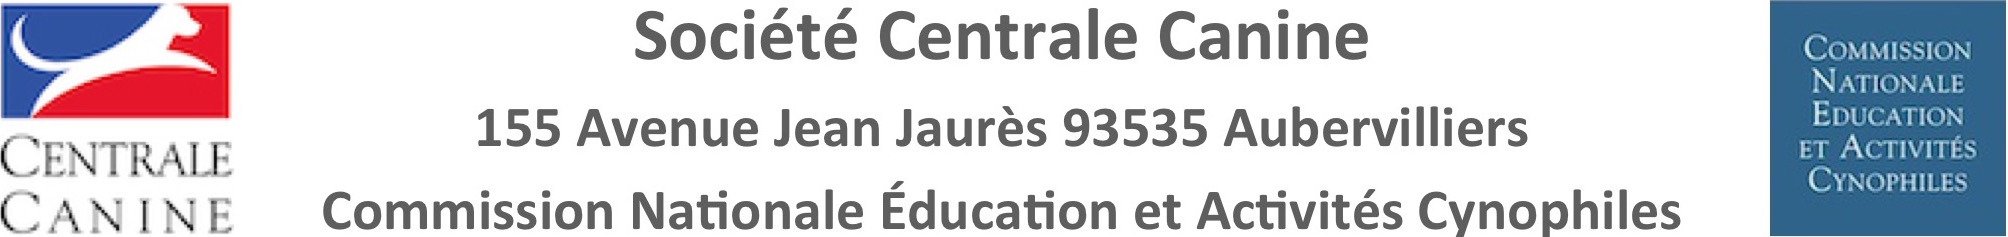 CENTRALE
CANINE
Société Centrale Canine
155 Avenue Jean Jaurès 93535 Aubervilliers
Commission Nationale Éducation et Activités Cynophiles
COMMISSION
NATIONALE
EDUCATION
ET ACTIVITÉS
CYNOPHILES